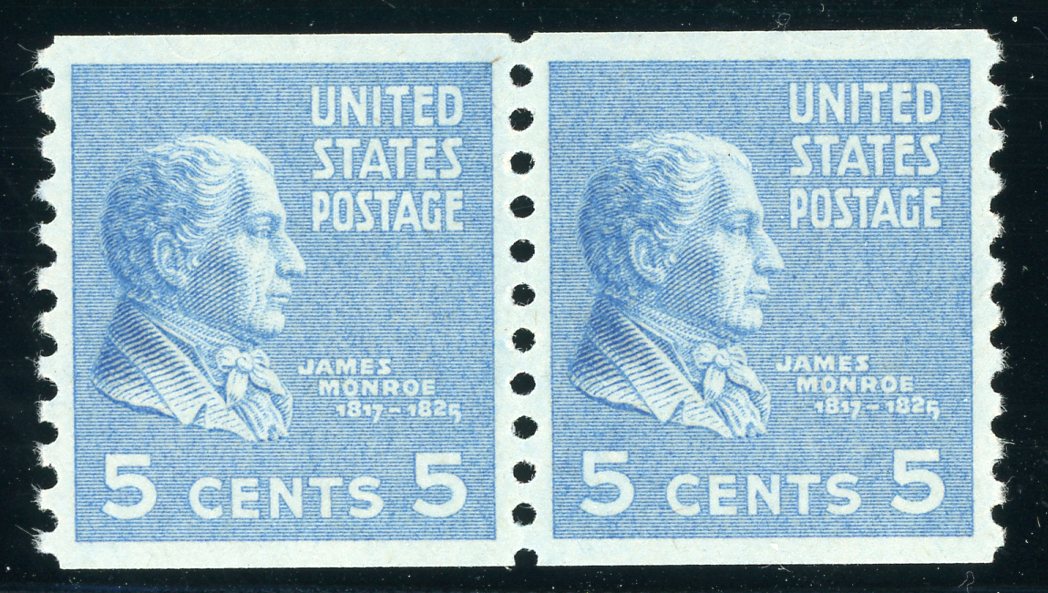 UNITED
STATES
POSTAGE
JAMES
MONROE
1817–1825
5 CENTS 5
UNITED
STATES
POSTAGE
JAMES
MONROE
1817–1825
5 CENTS 5